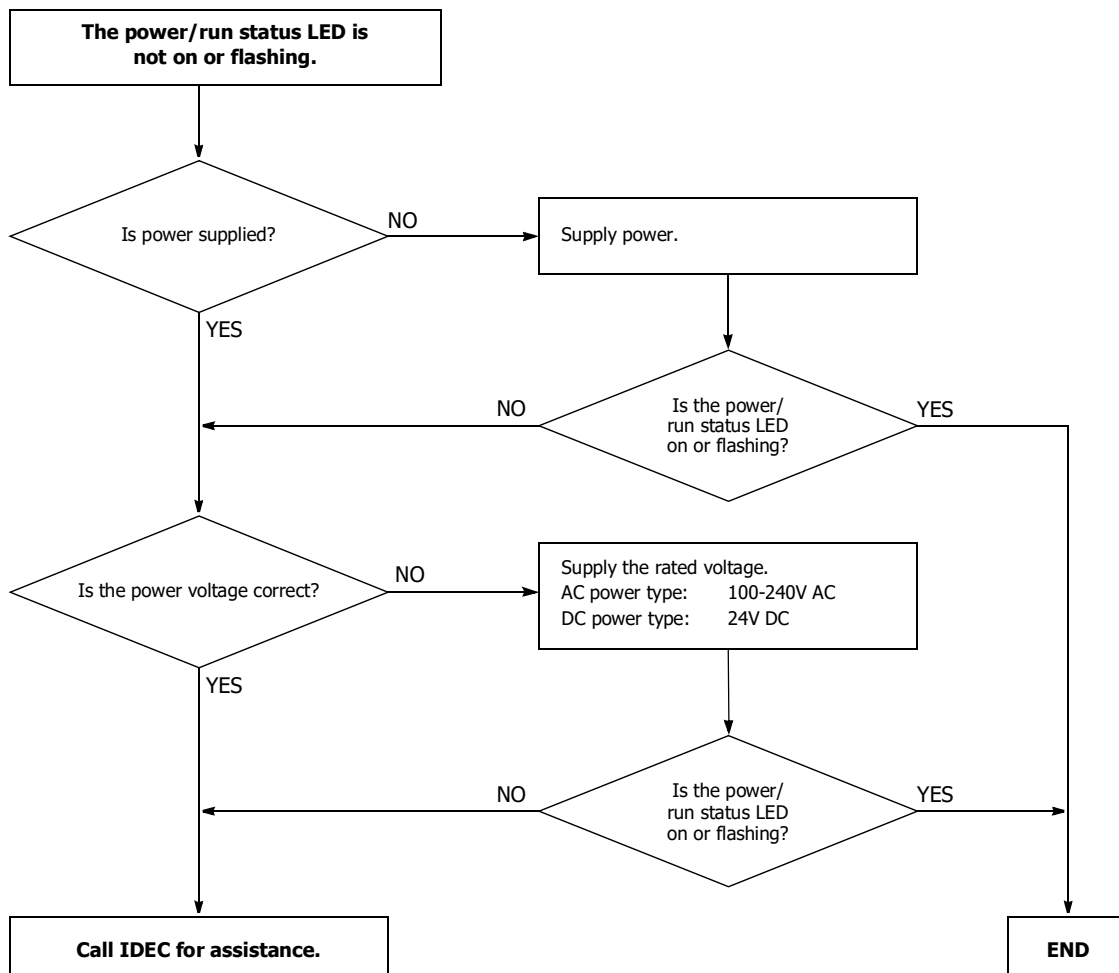 The power/run status LED is
not on or flashing.
Is power supplied?
NO
Supply power.
YES
NO
Is the power/
run status LED
on or flashing?
YES
Is the power voltage correct?
NO
Supply the rated voltage.
AC power type: 100-240V AC
DC power type: 24V DC
YES
NO
Is the power/
run status LED
on or flashing?
YES
Call IDEC for assistance.
END